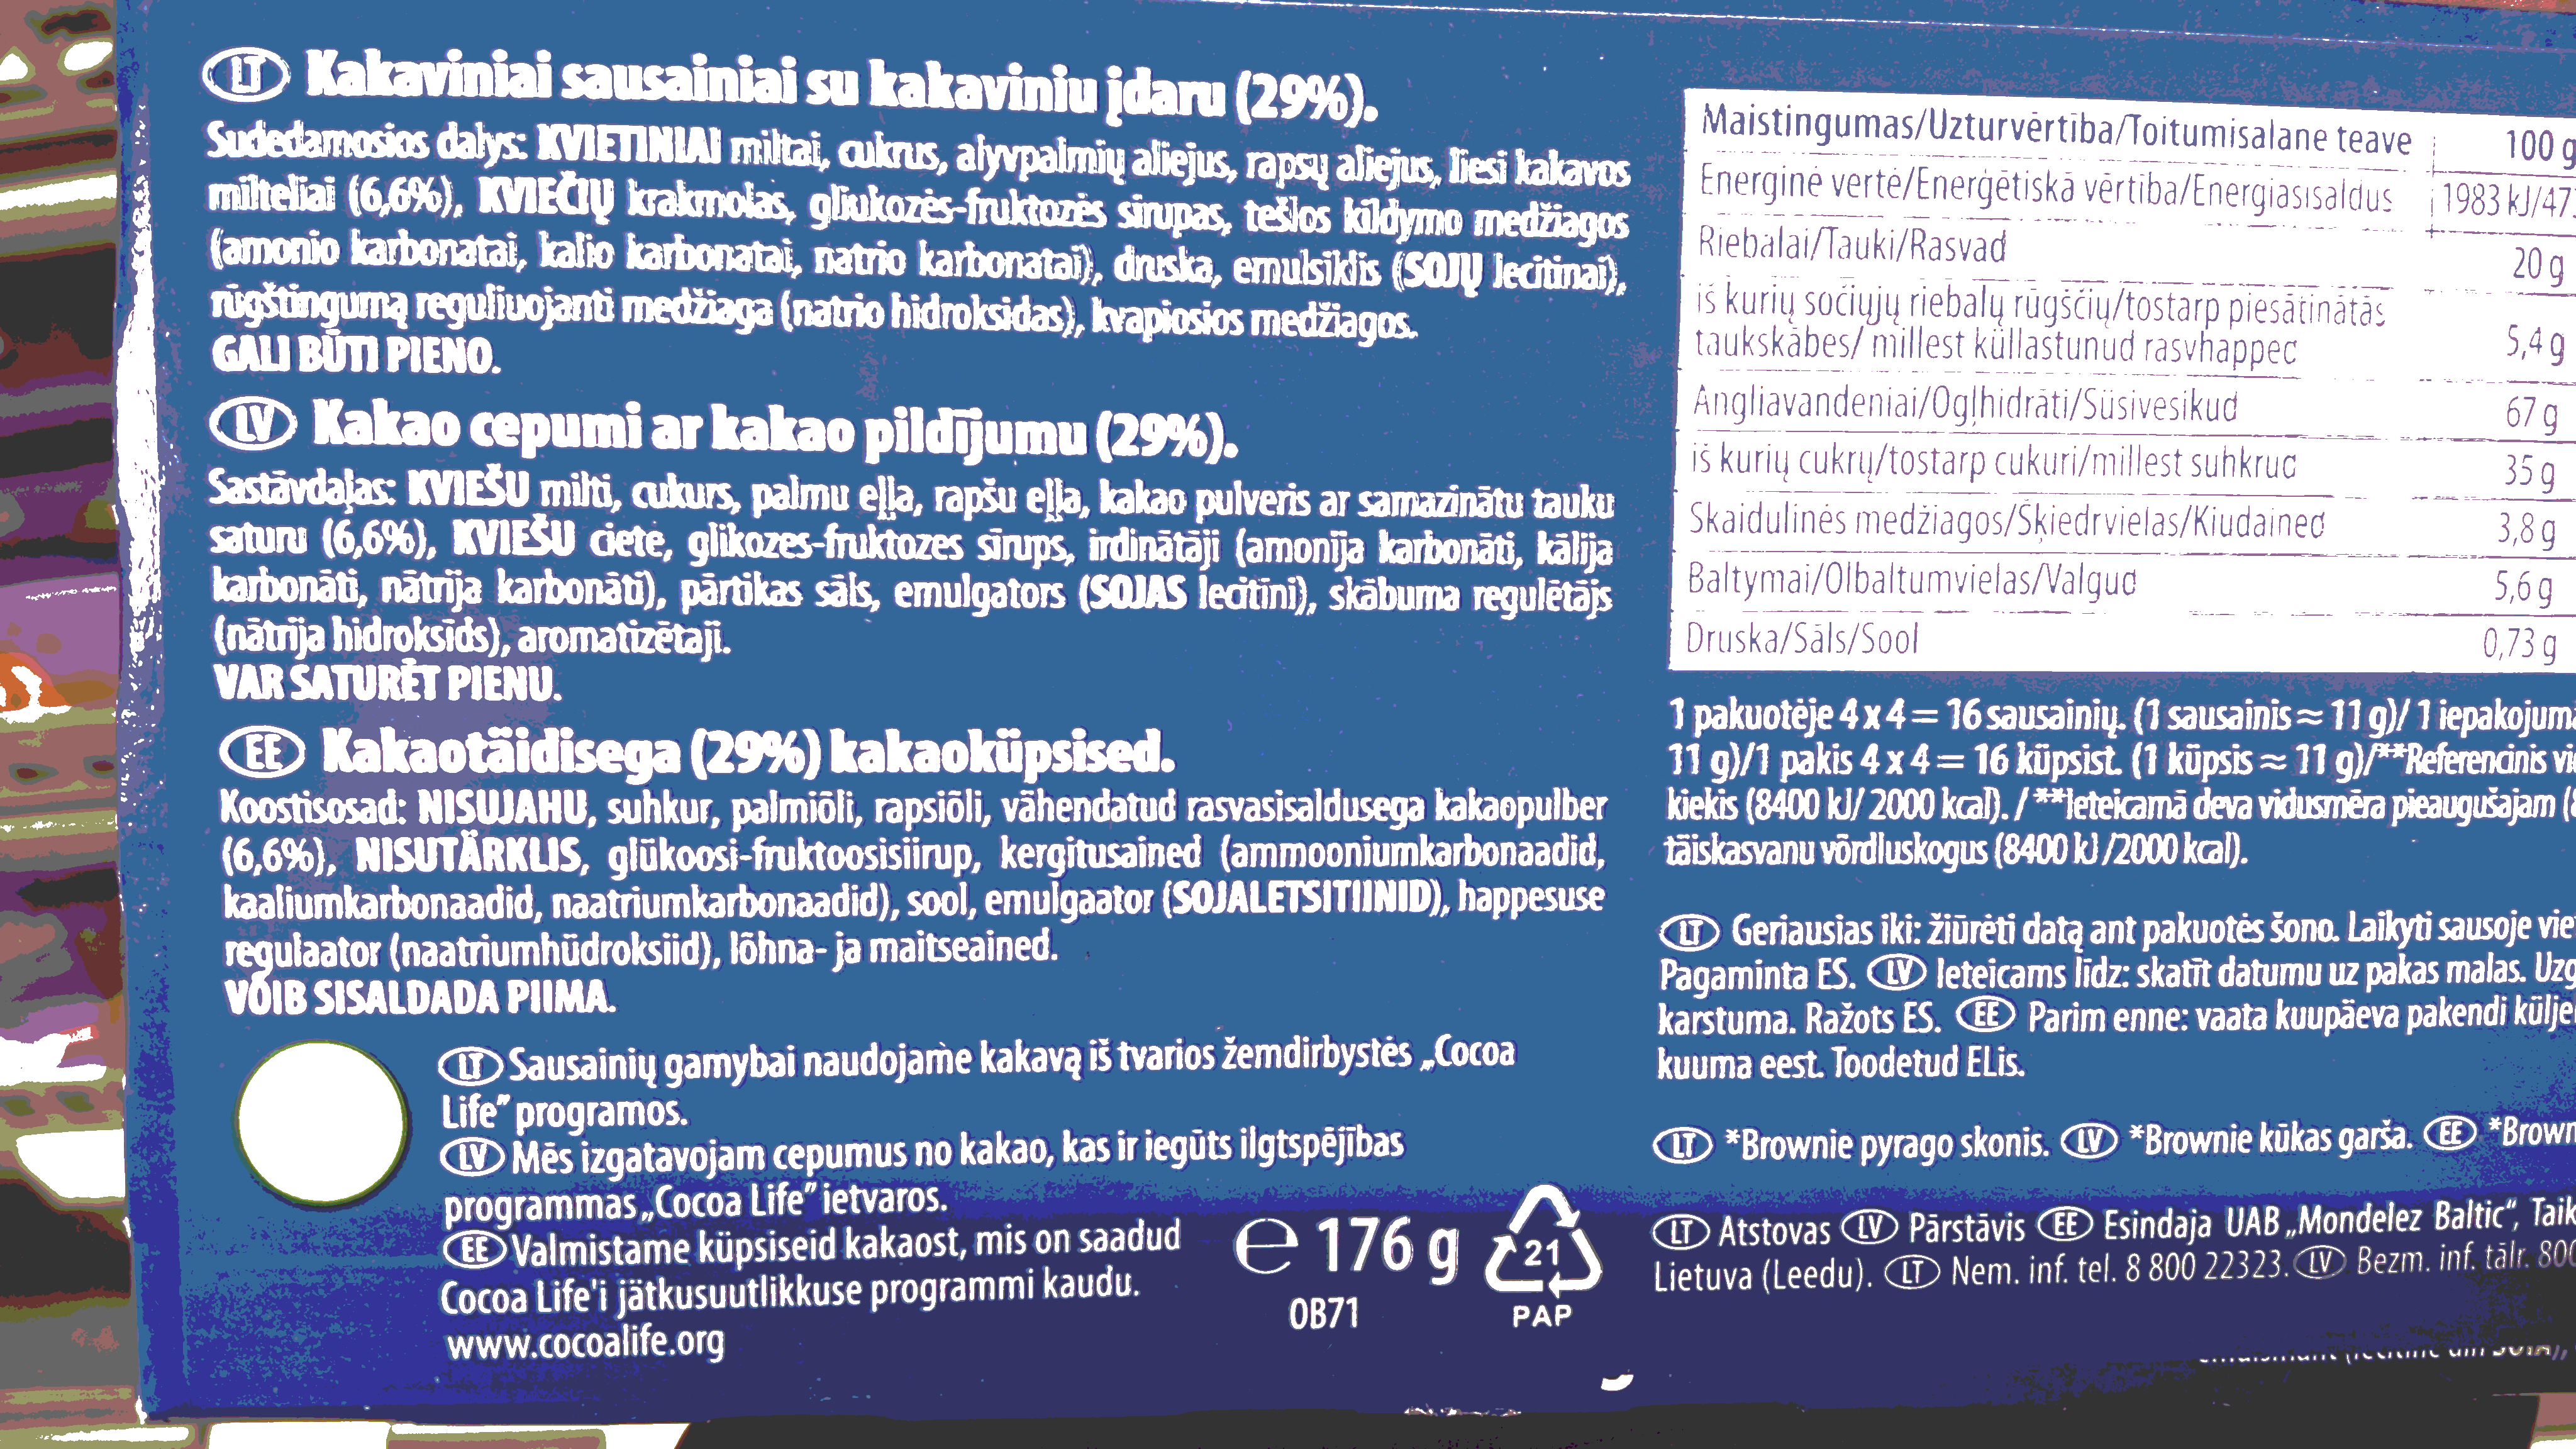 LT Kakaviniai sausainiai su kakaviniu įdaru (29%).
Sudedamosios dalys: KVIETINIAI miltai, cukrus, alyvpalmių aliejus, rapsų aliejus, liesi kakavos
milteliai (6,6%), KVIEČIŲ krakmolas, gliukozės-fruktozės sirupas, tešlos kildymo medžiagos
(amonio karbonatai, kalio karbonatai, natrio karbonatai), druska, emulsiklis (SOJŲ lecitinai),
rūgštingumą reguliuojanti medžiaga (natrio hidroksidas), kvapiosios medžiagos.
GALI BŪTI PIENO.
LV Kakao cepumi ar kakao pildījumu (29%).
Sastāvdaļas: KVIEŠU milti, cukurs, palmu eļļa, rapšu eļļa, kakao pulveris ar samazinātu tauku
saturu (6,6%), KVIEŠU ciete, glikozes-fruktozes sīrups, irdinātāji (amonija karbonāti, kālija
karbonāti, nātrija karbonāti), pārtikas sāls, emulgators (SOJAS lecitīni), skābuma regulētājs
(nātrija hidroksīds), aromatizētaji.
VAR SATURĒT PIENU.
EE Kakaotäidisega (29%) kakaoküpsised.
Koostisosad: NISUJAHU, suhkur, palmiõli, rapsiõli, vähendatud rasvasisaldusega kakaopulber
(6,6%), NISUTÄRKLIS, glükoosi-fruktoosisiirup, kergitusained (ammooniumkarbonaadid,
kaaliumkarbonaadid, naatriumkarbonaadid), sool, emulgaator (SOJALETSITIINID), happesuse
regulaator (naatriumhüdroksiid), lõhna- ja maitseained.
VÕIB SISALDADA PIIMA.
LT Sausainių gamybai naudojame kakavą iš tvarios žemdirbystės „Cocoa
Life" programos.
LV Mēs izgatavojam cepumus no kakao, kas ir iegūts ilgtspējības
programmas „Cocoa Life" ietvaros.
EE Valmistame küpsiseid kakaost, mis on saadud
Cocoa Life'i jätkusuutlikkuse programmi kaudu.
www.cocoalife.org
e 176 g
0B71
21
PAP
Maistingumas/Uzturvērtība/Toitumisalane teave 100 g
Energinė vertė/Enerģētiskā vērtība/Energiasisaldus 1983 kJ/47
Riebalai/Tauki/Rasvad 20 g
iš kurių sočiųjų riebalų rūgščių/tostarp piesātinātās
taukskābes/ millest küllastunud rasvhapped 5,4 g
Angliavandeniai/Ogļhidrāti/Süsivesikud 67 g
iš kurių cukrų/tostarp cukuri/millest suhkrud 35 g
Skaidulinės medžiagos/Šķiedrvielas/Kiudained 3,8 g
Baltymai/Olbaltumvielas/Valgud 5,6 g
Druska/Sāls/Sool 0,73 g
1 pakuotėje 4 x 4 = 16 sausainių. (1 sausainis ≈ 11 g)/ 1 iepakojum
11 g)/1 pakis 4 x 4 = 16 küpsist. (1 küpsis ≈ 11 g)/**Referencinis
kiekis (8400 kJ/ 2000 kcal). / **Ieteicamā deva vidusmēra pieaugušajam
täiskasvanu võrdluskogus (8400 kJ /2000 kcal).
LT Geriausias iki: žiūrėti datą ant pakuotės šono. Laikyti sausoje vie
Pagaminta ES. LV Ieteicams līdz: skatīt datumu uz pakas malas. Uzg
karstuma. Ražots ES. EE Parim enne: vaata kuupäeva pakendi külje
kuuma eest. Toodetud ELis.
LT *Brownie pyrago skonis. LV *Brownie kūkas garša. EE *Brown
LT Atstovas LV Pārstāvis EE Esindaja UAB „Mondelez Baltic“, Taik
Lietuva (Leedu). LT Nem. inf. tel. 8 800 22323. LV Bezm. inf. tālr. 800